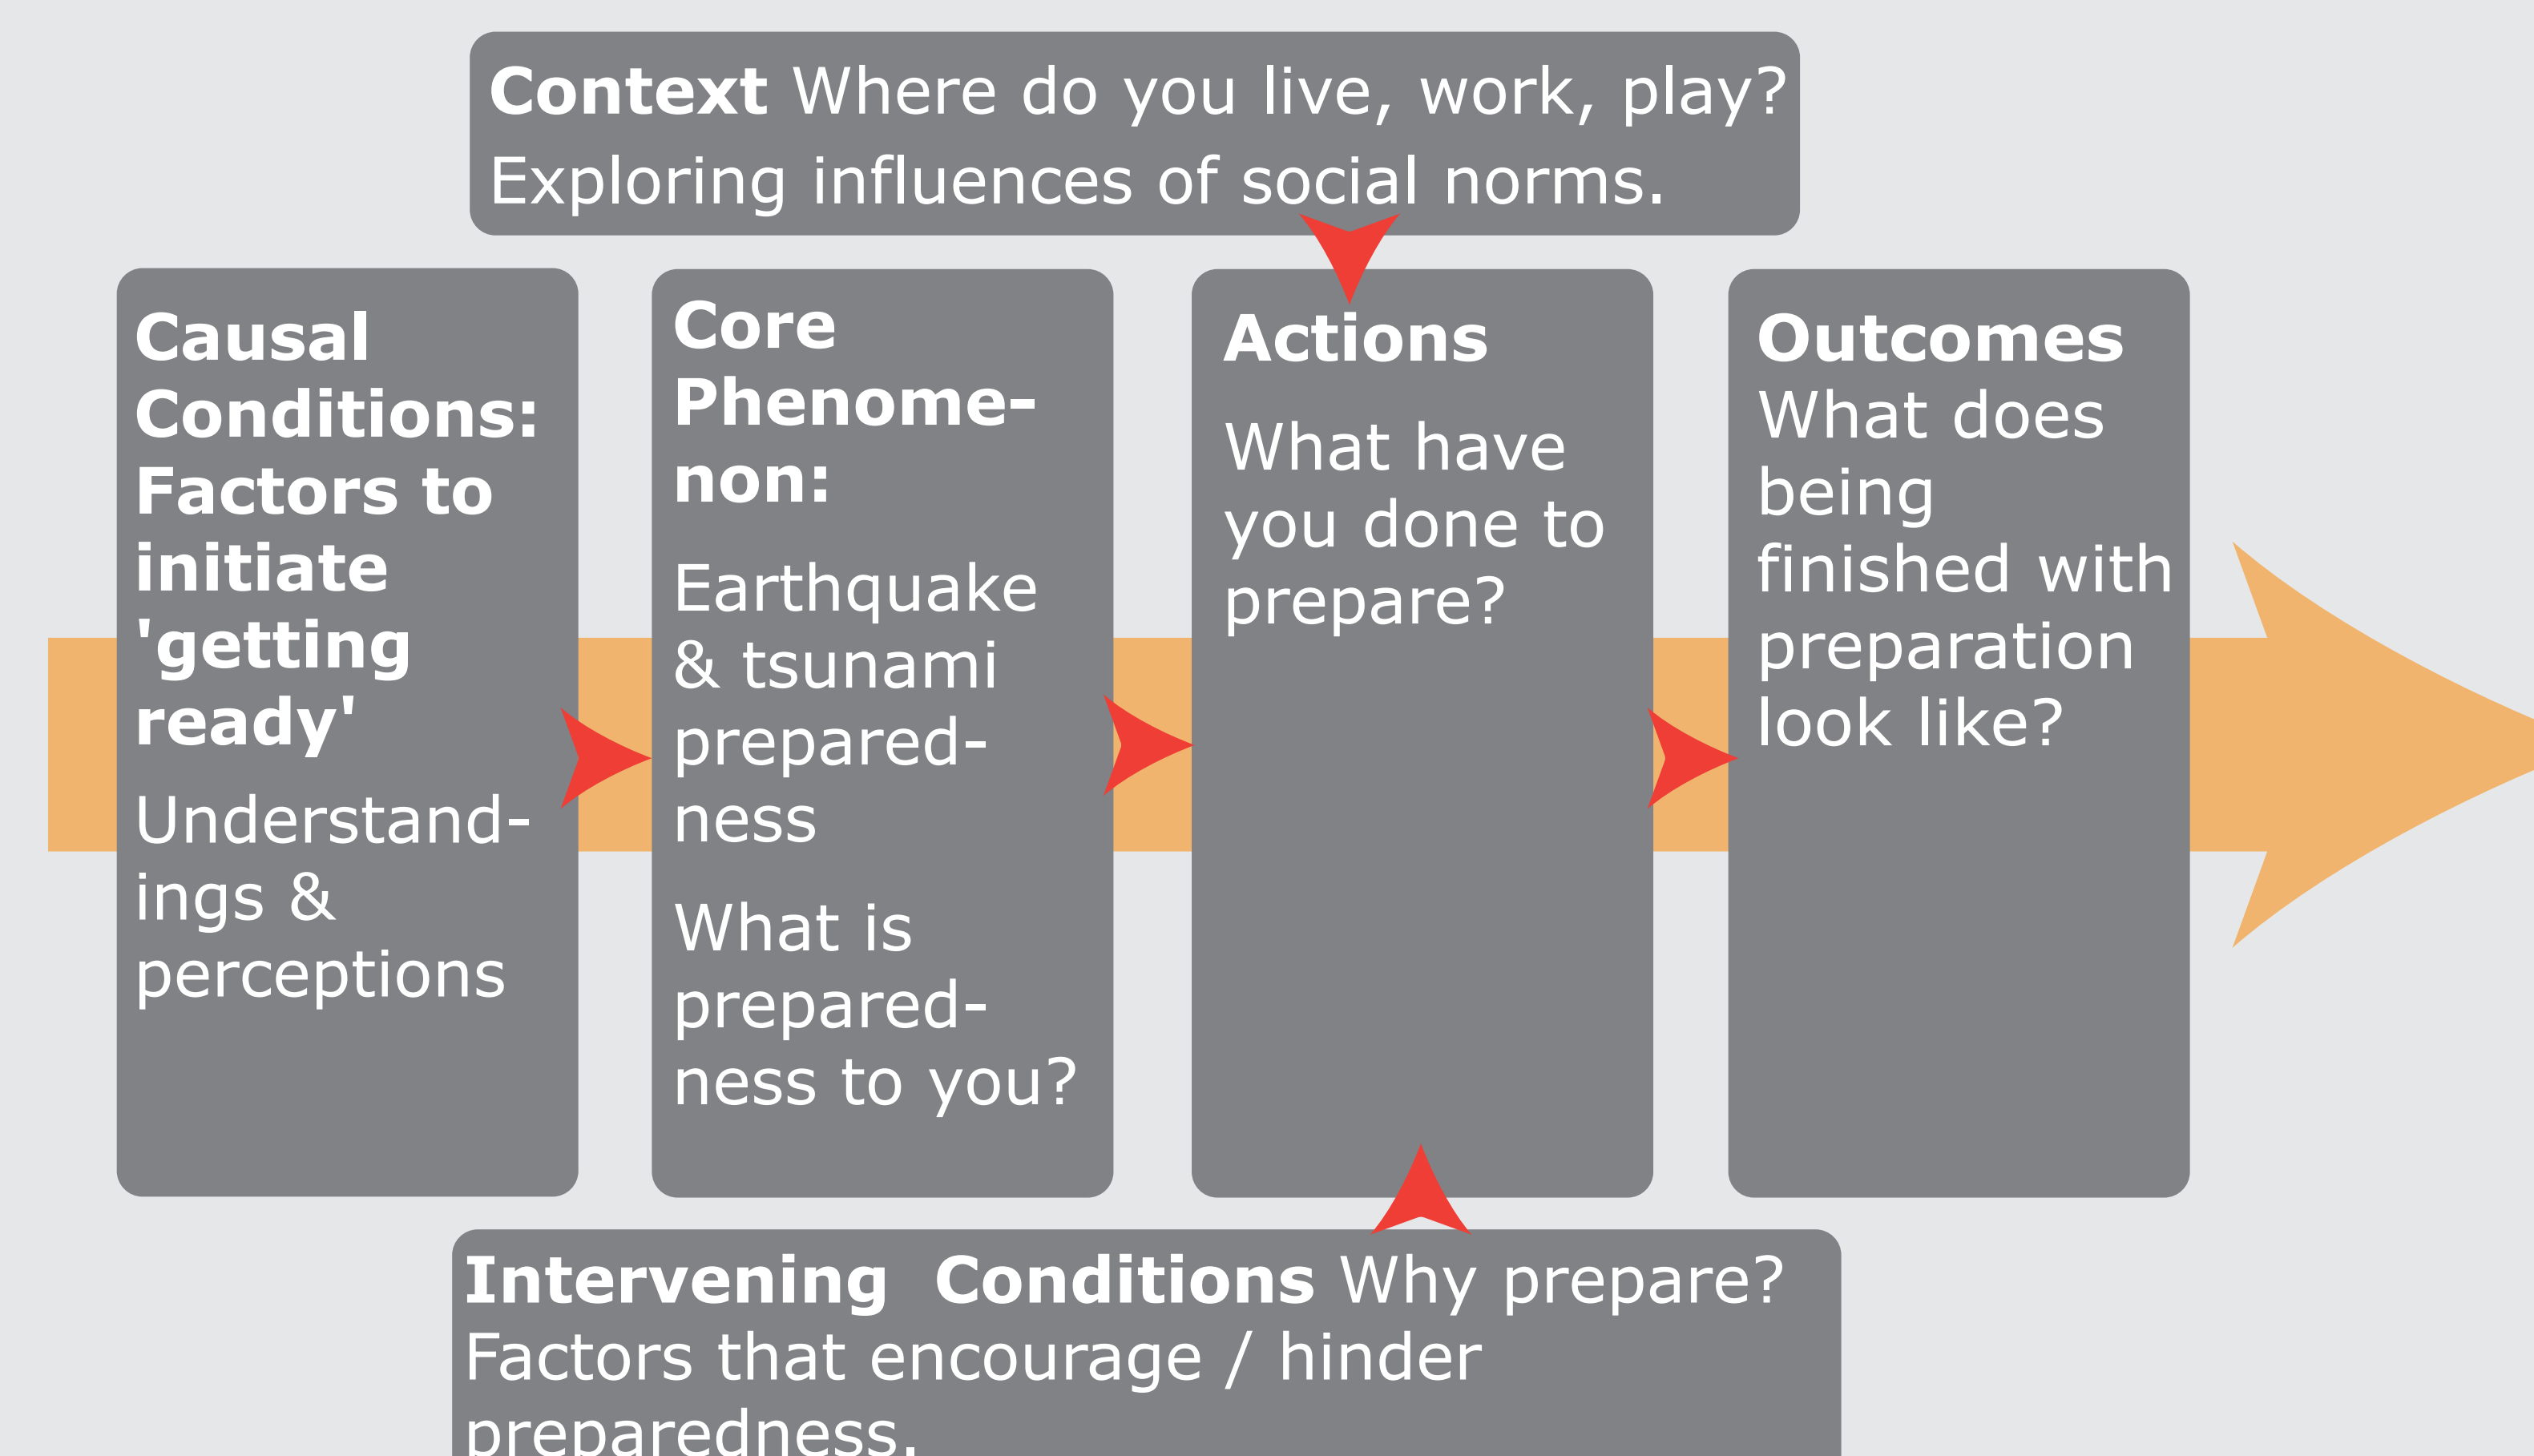 Context Where do you live, work, play?
Exploring influences of social norms.
Causal
Conditions:
Factors to
initiate
'getting
ready'
Understand-
ings &
perceptions
Core
Phenome-
non:
Earthquake
& tsunami
prepared-
ness
What is
prepared-
ness to you?
Actions
What have
you done to
prepare?
Outcomes
What does
being
finished with
preparation
look like?
Intervening  Conditions Why prepare?
Factors that encourage / hinder
preparedness.